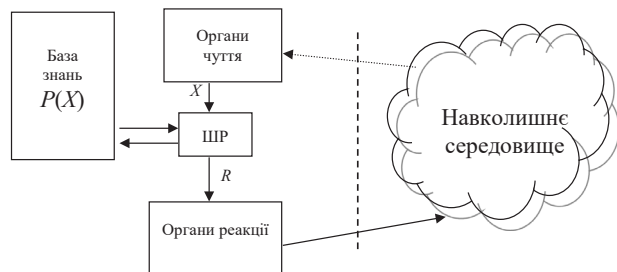 База
знань
P(X)
Органи
чуття
X
ШР
R
Органи реакції
Навколишнє
середовище